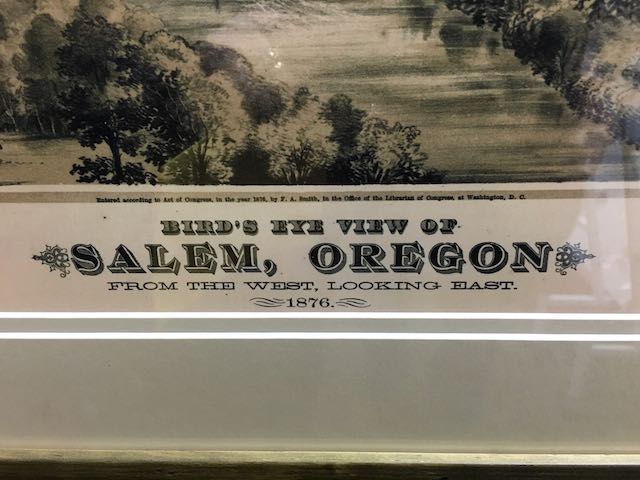 Entered according to Act of Congress, in the year 1876, by F. A. Smith, in the Office of the Librarian of Congress, at Washington, D. C.
BIRD'S EYE VIEW OF
SALEM, OREGON
FROM THE WEST, LOOKING EAST.
1876.